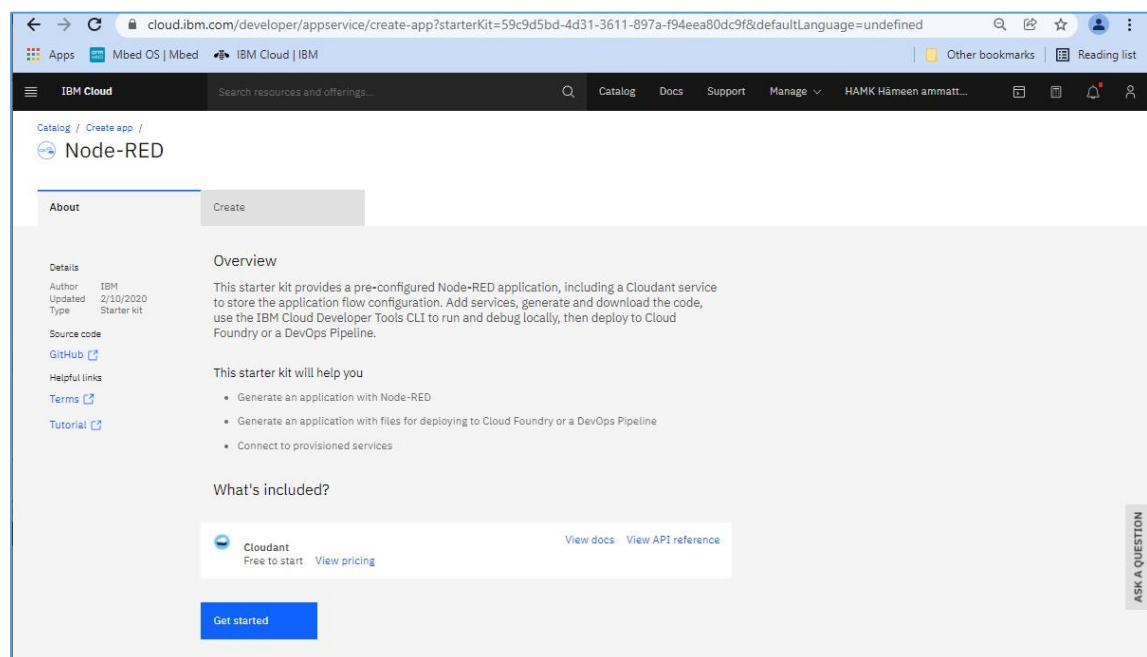 cloud.ibm.com/developer/appservice/create-app?starterKit=59c9d5bd-4d31-3611-897a-f94eea80dc9f&defaultLanguage=undefined
Apps Mbed OS | Mbed IBM Cloud | IBM Other bookmarks Reading list
IBM Cloud Search resources and offerings... Catalog Docs Support Manage HAMK Hämeen ammatt...
Catalog / Create app /
Node-RED
About Create
Details
Author IBM
Updated 2/10/2020
Type Starter kit
Source code
GitHub
Helpful links
Terms
Tutorial
Overview
This starter kit provides a pre-configured Node-RED application, including a Cloudant service
to store the application flow configuration. Add services, generate and download the code,
use the IBM Cloud Developer Tools CLI to run and debug locally, then deploy to Cloud
Foundry or a DevOps Pipeline.
This starter kit will help you
• Generate an application with Node-RED
• Generate an application with files for deploying to Cloud Foundry or a DevOps Pipeline
• Connect to provisioned services
What's included?
Cloudant View docs View API reference
Free to start View pricing
Get started
ASK A QUESTION